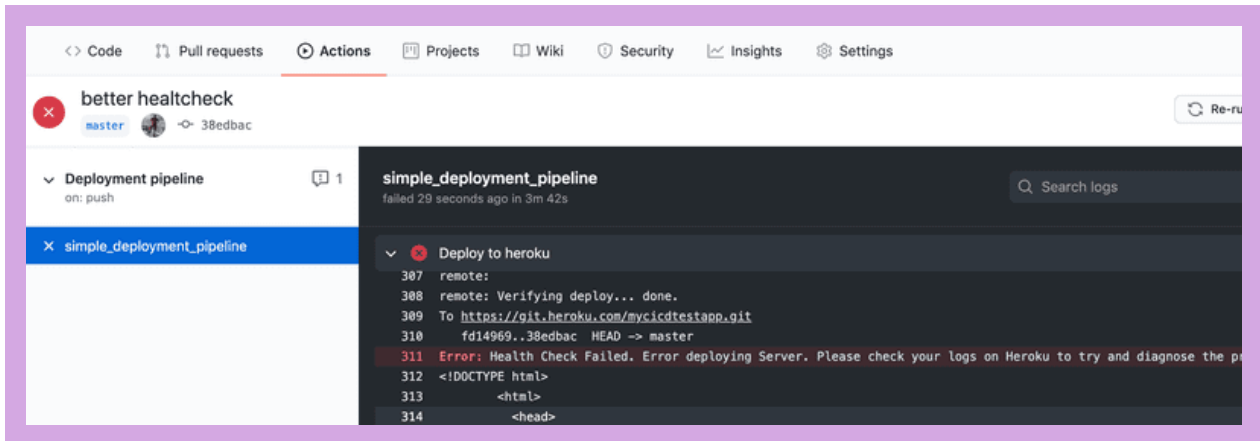 Code Pull requests Actions Projects Wiki Security Insights Settings
better healtcheck
master 38edbac
Re-ru
Deployment pipeline 1
on: push
simple_deployment_pipeline
simple_deployment_pipeline
failed 29 seconds ago in 3m 42s
Search logs
Deploy to heroku
307 remote:
308 remote: Verifying deploy... done.
309 To https://git.heroku.com/mycicdtestapp.git
310 fd14969..38edbac HEAD -> master
311 Error: Health Check Failed. Error deploying Server. Please check your logs on Heroku to try and diagnose the pr
312 <!DOCTYPE html>
313 <html>
314 <head>